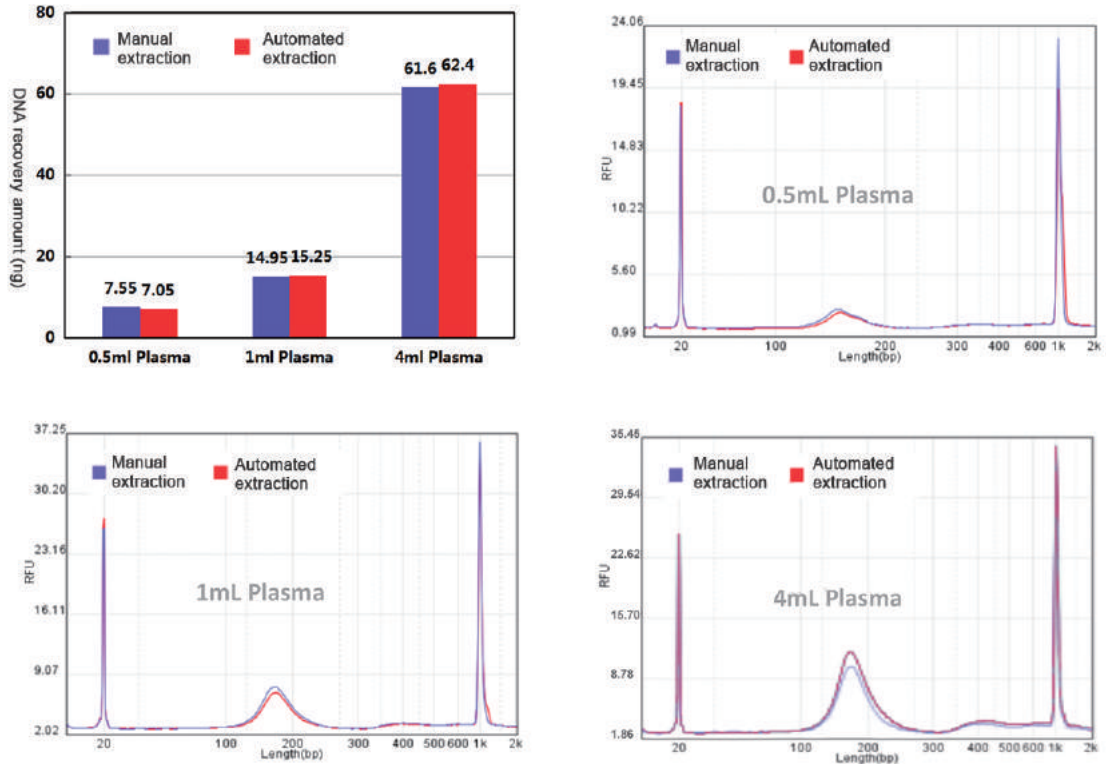 80
60
40
20
0
DNA recovery amount (ng)
Manual extraction
Automated extraction
7.55
7.05
14.95
15.25
61.6
62.4
0.5ml Plasma
1ml Plasma
4ml Plasma
24.06
19.45
14.83
10.22
5.60
0.99
RFU
Manual extraction
Automated extraction
0.5mL Plasma
20
100
200
300
400
600
1k
2k
Length(bp)
37.25
30.20
23.16
16.11
9.07
2.02
RFU
Manual extraction
Automated extraction
1mL Plasma
20
100
200
300
400
500
600
1k
2k
Length(bp)
35.45
29.54
22.62
15.70
8.78
1.86
RFU
Manual extraction
Automated extraction
4mL Plasma
20
100
200
300
400
500
600
1k
2k
Length(bp)